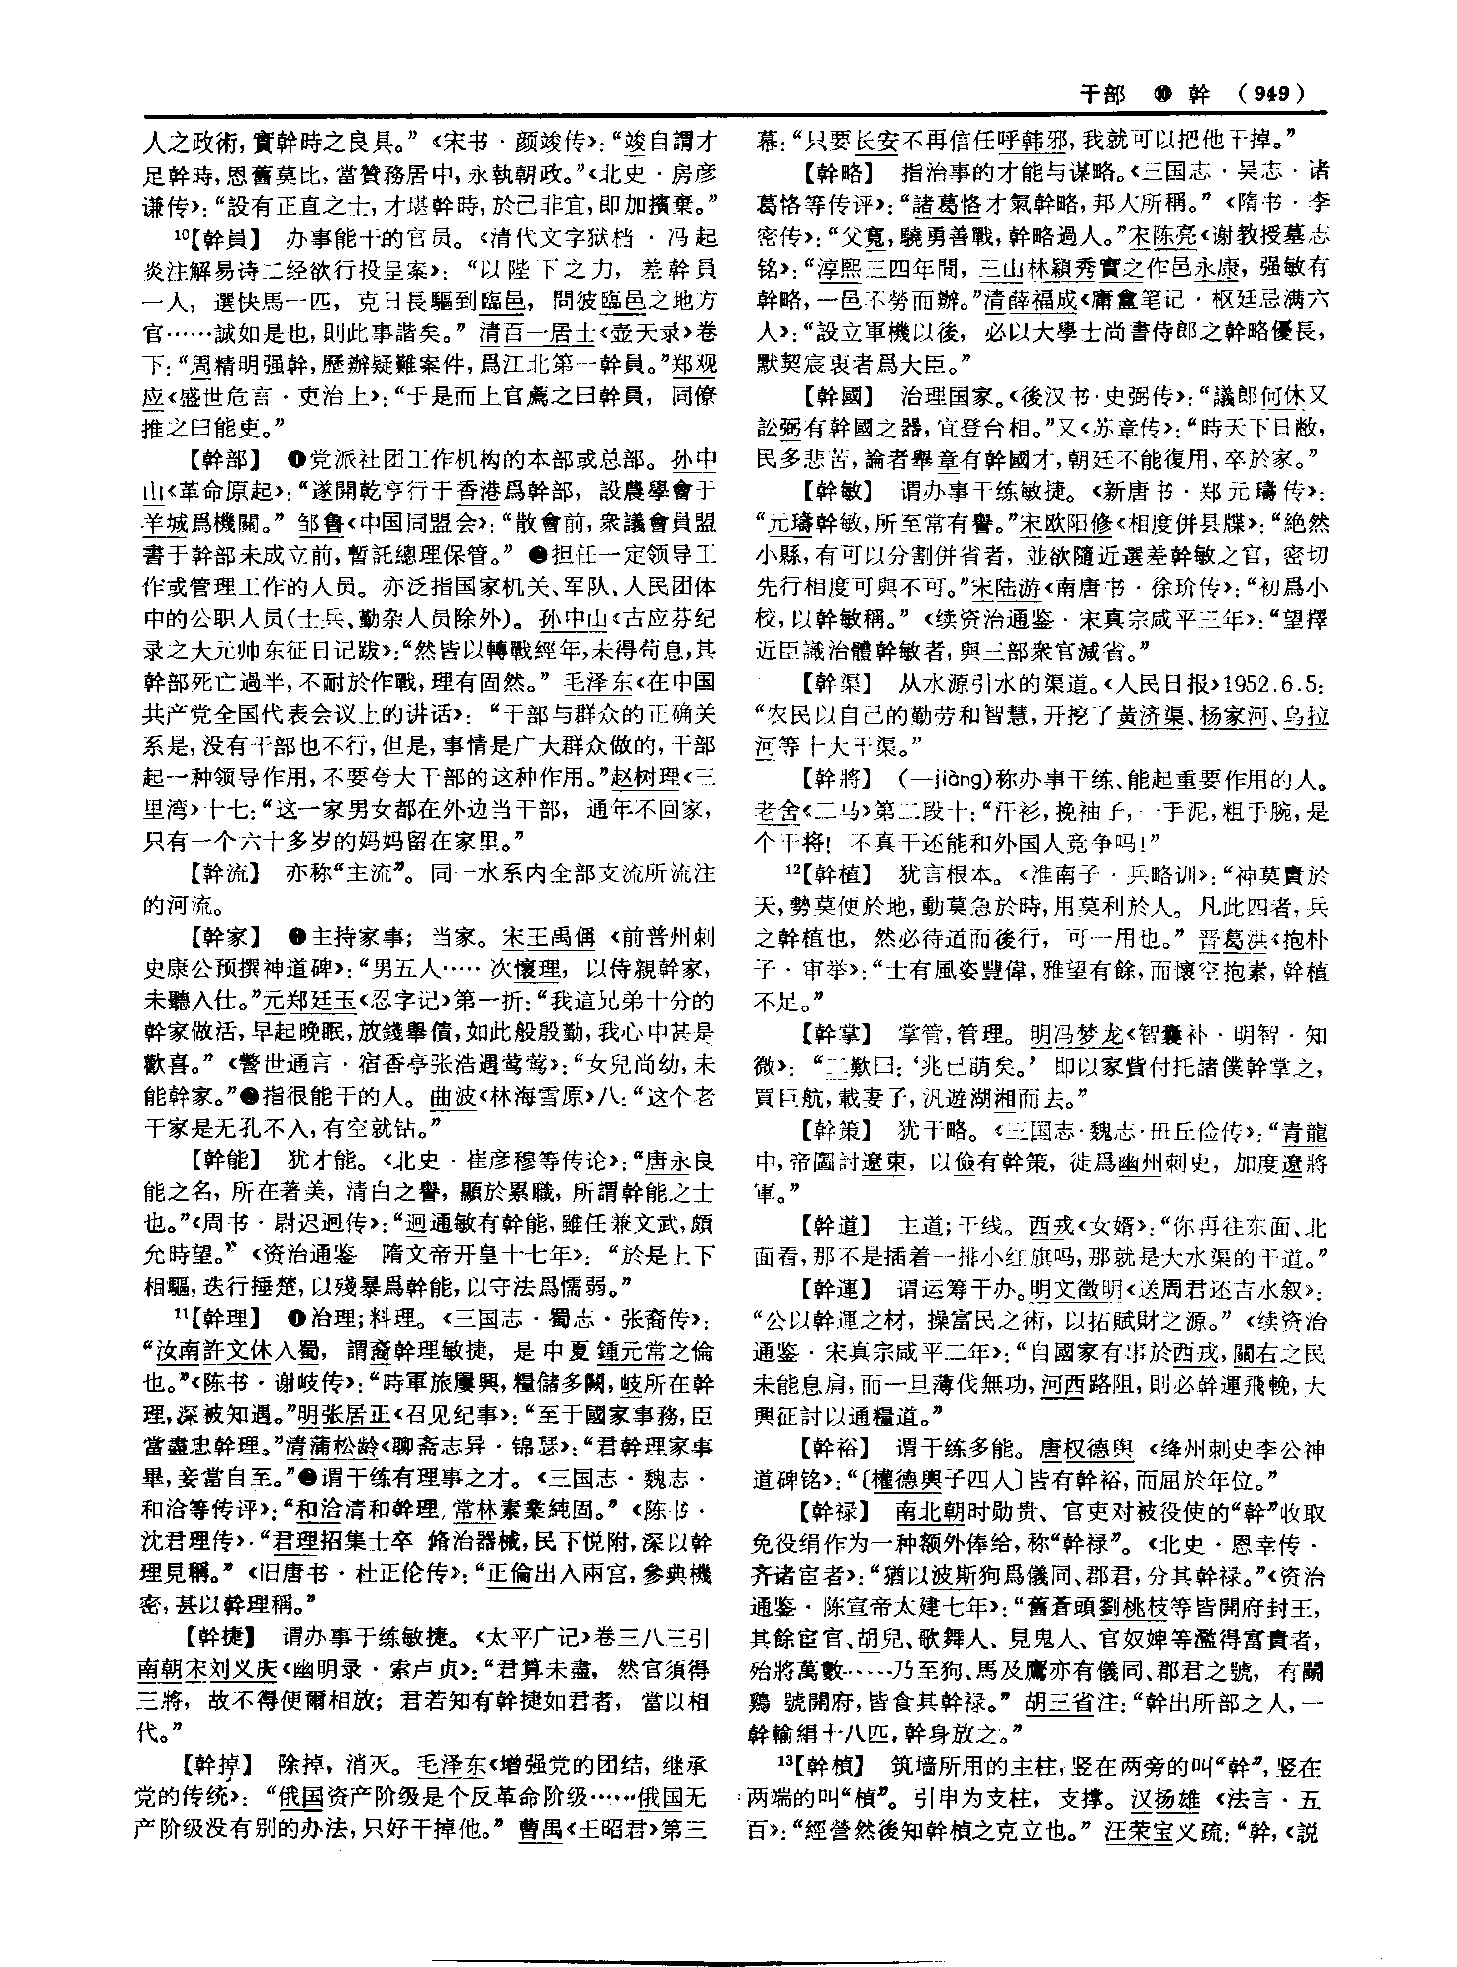 干部 ⑩ 幹 (949)
人之政術，實幹時之良具。”《宋书·颜竣传》：“竣自謂才
足幹時，恩舊莫比，當贊務居中，永執朝政。”《北史·房彦
谦传》：“設有正直之士，才堪幹時，於己非宜，即加擯棄。”
10【幹員】 办事能干的官员。《清代文字狱档·冯起
炎注解易诗二经欲行投呈案》：“以陛下之力，差幹員
一人，選快馬一匹，克日長驅到臨邑，問彼臨邑之地方
官……誠如是也，則此事諧矣。”清百一居士《壶天录》卷
下：“周精明强幹，歷辦疑難案件，爲江北第一幹員。”郑观
应《盛世危言·吏治上》：“于是而上官薦之曰幹員，同僚
推之曰能吏。”
【幹部】 ❶党派社团工作机构的本部或总部。孙中
山《革命原起》：“遂開乾亨行于香港爲幹部，設農學會于
羊城爲機關。”邹鲁《中国同盟会》：“散會前，衆議會員盟
書于幹部未成立前，暫託總理保管。”❷担任一定领导工
作或管理工作的人员。亦泛指国家机关、军队、人民团体
中的公职人员（士兵、勤杂人员除外）。孙中山《古应芬纪
录之大元帅东征日记跋》：“然皆以轉戰經年，未得苟息，其
幹部死亡過半，不耐於作戰，理有固然。”毛泽东《在中国
共产党全国代表会议上的讲话》：“干部与群众的正确关
系是，没有干部也不行，但是，事情是广大群众做的，干部
起一种领导作用，不要夸大干部的这种作用。”赵树理《三
里湾》十七：“这一家男女都在外边当干部，通年不回家，
只有一个六十多岁的妈妈留在家里。”
【幹流】 亦称“主流”。同一水系内全部支流所流注
的河流。
【幹家】 ❶主持家事；当家。宋王禹偁《前普州刺
史康公预撰神道碑》：“男五人……次懷理，以侍親幹家，
未聽入仕。”元郑廷玉《忍字记》第一折：“我這兄弟十分的
幹家做活，早起晚眠，放錢舉債，如此般殷勤，我心中甚是
歡喜。”《警世通言·宿香亭张浩遇莺莺》：“女兒尚幼，未
能幹家。”❷指很能干的人。曲波《林海雪原》八：“这个老
干家是无孔不入，有空就钻。”
【幹能】 犹才能。《北史·崔彦穆等传论》：“唐永良
能之名，所在著美，清白之譽，顯於累職，所謂幹能之士
也。”《周书·尉迟迥传》：“迥通敏有幹能，雖任兼文武，頗
允時望。”《资治通鉴 隋文帝开皇十七年》：“於是上下
相驅，迭行捶楚，以殘暴爲幹能，以守法爲懦弱。”
11【幹理】 ❶治理；料理。《三国志·蜀志·张裔传》：
“汝南許文休入蜀，謂裔幹理敏捷，是中夏鍾元常之倫
也。”《陈书·谢岐传》：“時軍旅屢興，糧儲多闕，岐所在幹
理，深被知遇。”明张居正《召见纪事》：“至于國家事務，臣
當盡忠幹理。”清蒲松龄《聊斋志异·锦瑟》：“君幹理家事
畢，妾當自至。”❷谓干练有理事之才。《三国志·魏志·
和洽等传评》：“和洽清和幹理，常林素業純固。”《陈书·
沈君理传》：“君理招集士卒 脩治器械，民下悦附，深以幹
理見稱。”《旧唐书·杜正伦传》：“正倫出入兩宫，參典機
密，甚以幹理稱。”
【幹捷】 谓办事干练敏捷。《太平广记》卷三八三引
南朝宋刘义庆《幽明录·索卢贞》：“君算未盡，然官須得
三將，故不得便爾相放；君若知有幹捷如君者，當以相
代。”
【幹掉】 除掉，消灭。毛泽东《增强党的团结，继承
党的传统》：“俄国资产阶级是个反革命阶级……俄国无
产阶级没有别的办法，只好干掉他。”曹禺《王昭君》第三
幕：“只要长安不再信任呼韩邪，我就可以把他干掉。”
【幹略】 指治事的才能与谋略。《三国志·吴志·诸
葛恪等传评》：“諸葛恪才氣幹略，邦人所稱。”《隋书·李
密传》：“父寬，驍勇善戰，幹略過人。”宋陈亮《谢教授墓志
铭》：“淳熙三四年間，三山林穎秀實之作邑永康，强敏有
幹略，一邑不勞而辦。”清薛福成《庸盦笔记·枢廷忌满六
人》：“設立軍機以後，必以大學士尚書侍郎之幹略優長，
默契宸衷者爲大臣。”
【幹國】 治理国家。《後汉书·史弼传》：“議郎何休又
訟弼有幹國之器，宜登台相。”又《苏章传》：“時天下日敝，
民多悲苦，論者舉章有幹國才，朝廷不能復用，卒於家。”
【幹敏】 谓办事干练敏捷。《新唐书·郑元璹传》：
“元璹幹敏，所至常有譽。”宋欧阳修《相度併县牒》：“絶然
小縣，有可以分割併省者，並欲隨近選差幹敏之官，密切
先行相度可與不可。”宋陆游《南唐书·徐玠传》：“初爲小
校，以幹敏稱。”《续资治通鉴·宋真宗咸平三年》：“望擇
近臣識治體幹敏者，與三部衆官減省。”
【幹渠】 从水源引水的渠道。《人民日报》1952.6.5：
“农民以自己的勤劳和智慧，开挖了黄济渠、杨家河、乌拉
河等十大干渠。”
【幹將】 （—jiàng）称办事干练、能起重要作用的人。
老舍《二马》第二段十：“汗衫，挽袖子，一手泥，粗手腕，是
个干将！不真干还能和外国人竞争吗！”
12【幹植】 犹言根本。《淮南子·兵略训》：“神莫貴於
天，勢莫便於地，動莫急於時，用莫利於人。凡此四者，兵
之幹植也，然必待道而後行，可一用也。”晋葛洪《抱朴
子·审举》：“士有風姿豐偉，雅望有餘，而懷空抱素，幹植
不足。”
【幹掌】 掌管，管理。明冯梦龙《智囊补·明智·知
微》：“二歎曰：‘兆已萌矣。’即以家貲付托諸僕幹掌之，
買巨航，載妻子，汎遊湖湘而去。”
【幹策】 犹干略。《三国志·魏志·毌丘俭传》：“青龍
中，帝圖討遼東，以儉有幹策，徙爲幽州刺史，加度遼將
軍。”
【幹道】 主道；干线。西戎《女婿》：“你再往东面、北
面看，那不是插着一排小红旗吗，那就是大水渠的干道。”
【幹運】 谓运筹干办。明文徵明《送周君还吉水叙》：
“公以幹運之材，操富民之術，以拓賦財之源。”《续资治
通鉴·宋真宗咸平二年》：“自國家有事於西戎，關右之民
未能息肩，而一旦薄伐無功，河西路阻，則必幹運飛輓，大
興征討以通糧道。”
【幹裕】 谓干练多能。唐权德舆《绛州刺史李公神
道碑铭》：“〔權德輿子四人〕皆有幹裕，而屈於年位。”
【幹禄】 南北朝时勋贵、官吏对被役使的“幹”收取
免役绢作为一种额外俸给，称“幹禄”。《北史·恩幸传·
齐诸宦者》：“猶以波斯狗爲儀同、郡君，分其幹禄。”《资治
通鉴·陈宣帝太建七年》：“舊蒼頭劉桃枝等皆開府封王，
其餘宦官、胡兒、歌舞人、見鬼人、官奴婢等濫得富貴者，
殆將萬數……乃至狗、馬及鷹亦有儀同、郡君之號，有鬭
鷄 號開府，皆食其幹禄。”胡三省注：“幹出所部之人，一
幹輸絹十八匹，幹身放之。”
13【幹楨】 筑墙所用的主柱，竖在两旁的叫“幹”，竖在
两端的叫“楨”。引申为支柱，支撑。汉扬雄《法言·五
百》：“經營然後知幹楨之克立也。”汪荣宝义疏：“幹，《説